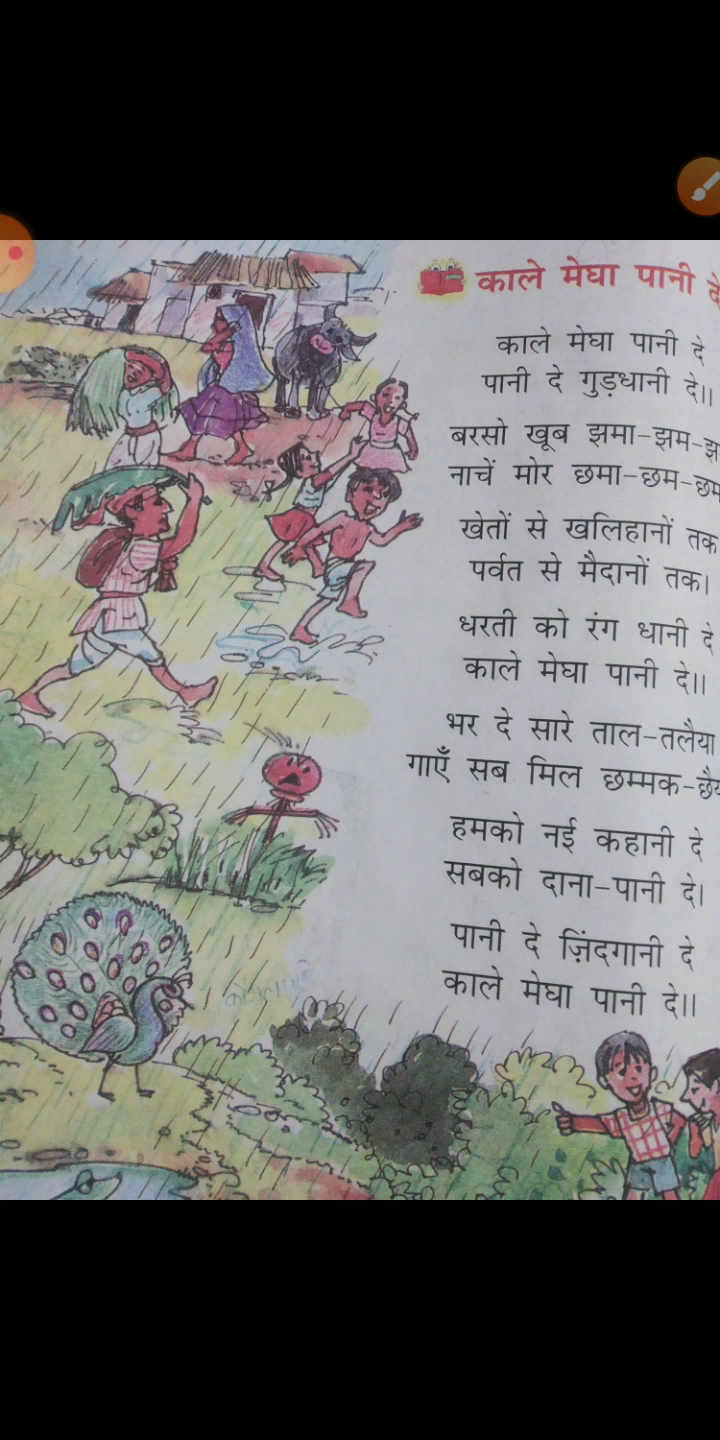 काले मेघा पानी
काले मेघा पानी दे
पानी दे गुड़धानी दे।।
बरसो खूब झमा-झम-झ
नाचें मोर छमा-छम-छम
खेतों से खलिहानों तक
पर्वत से मैदानों तक।
धरती को रंग धानी दे
काले मेघा पानी दे।।
भर दे सारे ताल-तलैया
गाएँ सब मिल छम्मक-छै
हमको नई कहानी दे
सबको दाना-पानी दे।
पानी दे ज़िंदगानी दे
काले मेघा पानी दे।।